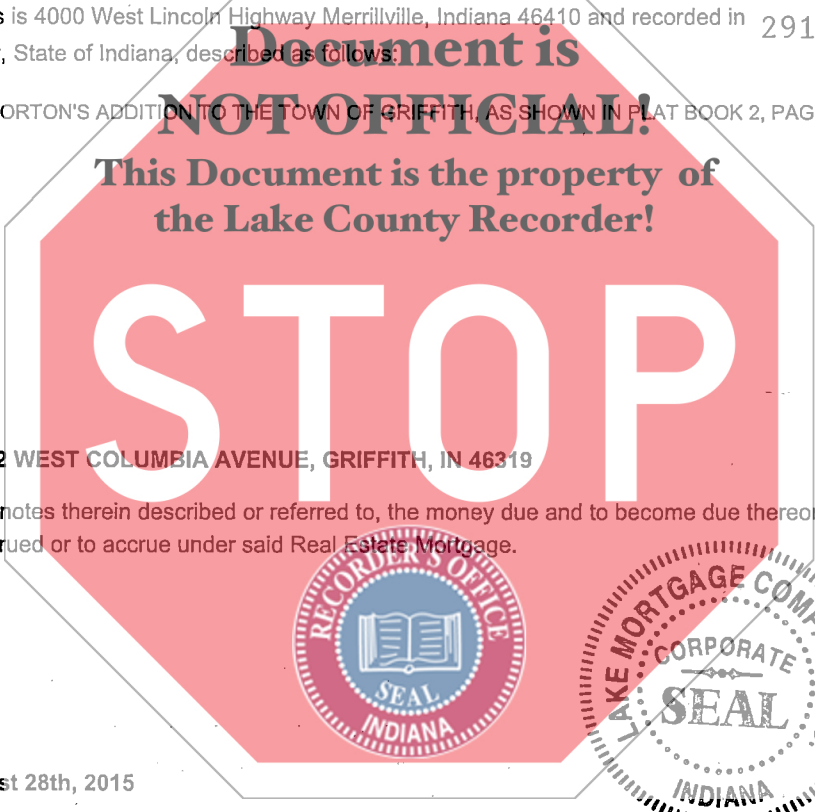 s is 4000 West Lincoln Highway Merrillville, Indiana 46410 and recorded in 291
, State of Indiana, described as follows:
Document is
ORTON'S ADDITION TO THE TOWN OF GRIFFITH, AS SHOWN IN PLAT BOOK 2, PAG
NOT OFFICIAL!
This Document is the property of
the Lake County Recorder!
STOP
2 WEST COLUMBIA AVENUE, GRIFFITH, IN 46319
notes therein described or referred to, the money due and to become due thereon
rued or to accrue under said Real Estate Mortgage.
RECORDER'S OFFICE
SEAL
INDIANA
LAKE MORTGAGE COMPA
CORPORATE
SEAL
INDIANA
st 28th, 2015